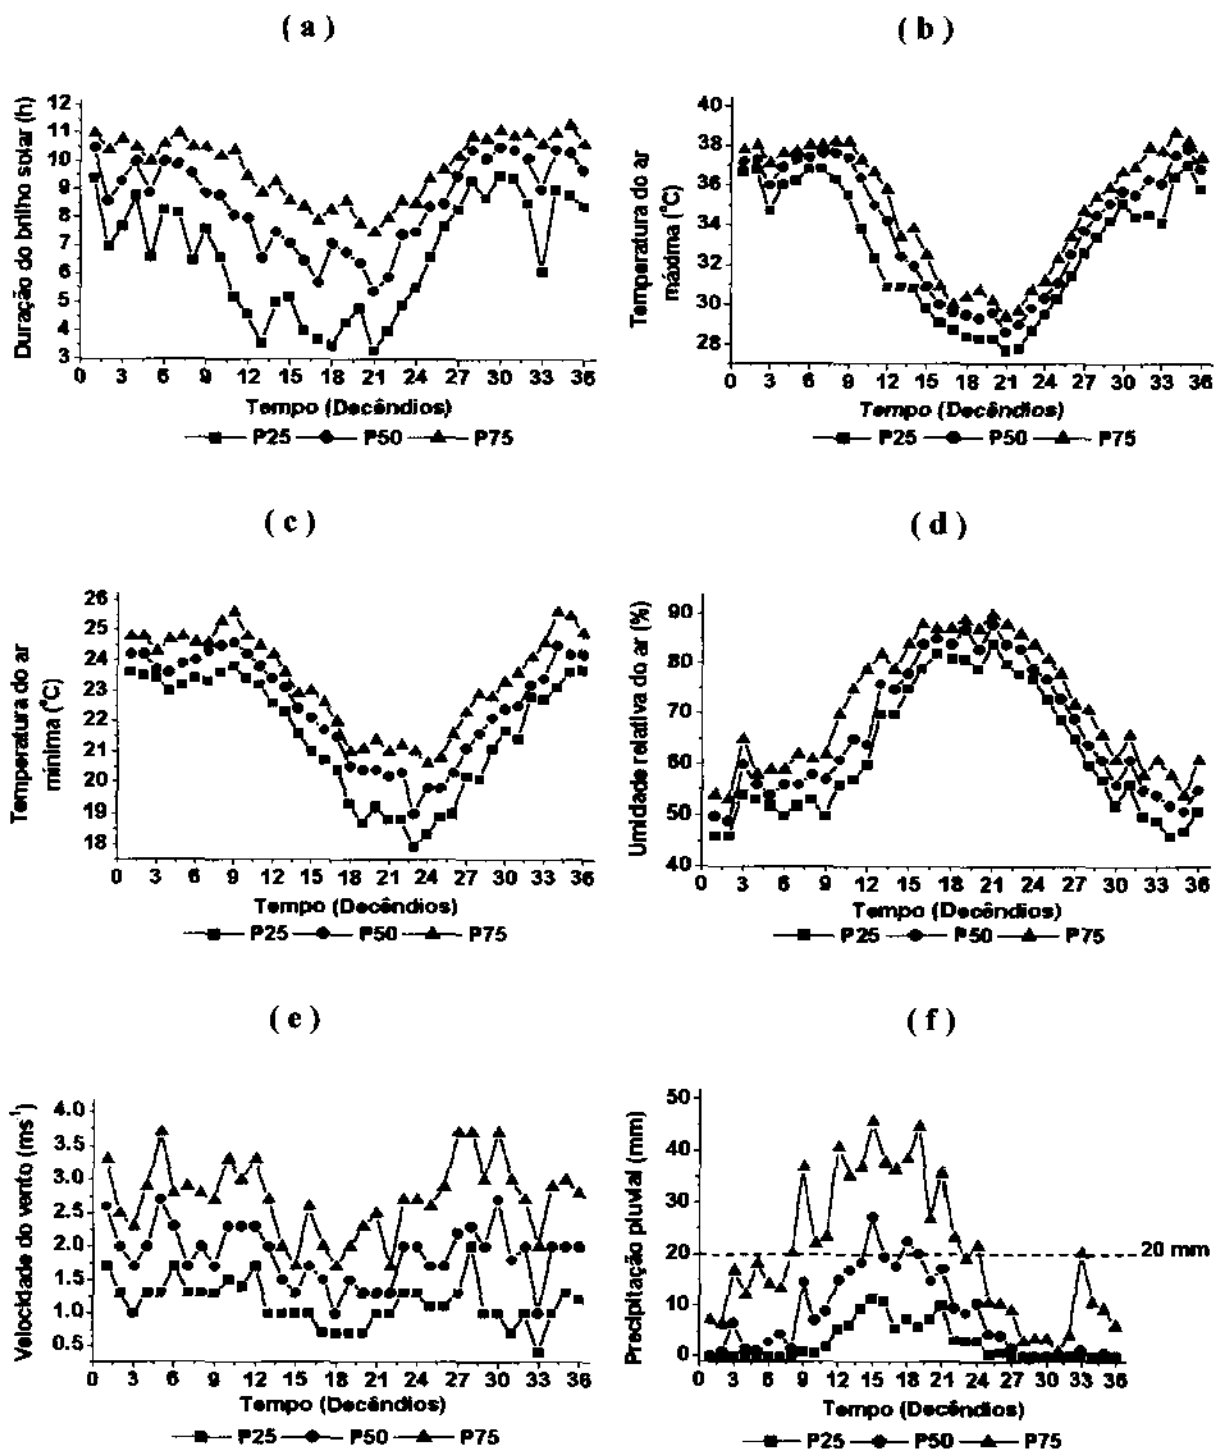 ( a )
( b )
Duração do brilho solar (h)
12
11
10
9
8
7
6
5
4
3
0 3 6 9 12 15 18 21 24 27 30 33 36
Tempo (Decêndios)
P25 P50 P75
Temperatura do ar
máxima (°C)
40
38
36
34
32
30
28
0 3 6 9 12 15 18 21 24 27 30 33 36
Tempo (Decêndios)
P25 P50 P75
( c )
( d )
Temperatura do ar
mínima (°C)
26
25
24
23
22
21
20
19
18
0 3 6 9 12 15 18 21 24 27 30 33 36
Tempo (Decêndios)
P25 P50 P75
Umidade relativa do ar (%)
90
80
70
60
50
40
0 3 6 9 12 15 18 21 24 27 30 33 36
Tempo (Decêndios)
P25 P50 P75
( e )
( f )
Velocidade do vento (ms⁻¹)
4.0
3.5
3.0
2.5
2.0
1.5
1.0
0.5
0 3 6 9 12 15 18 21 24 27 30 33 36
Tempo (Decêndios)
P25 P50 P75
Precipitação pluvial (mm)
50
40
30
20
10
0
20 mm
0 3 6 9 12 15 18 21 24 27 30 33 36
Tempo (Decêndios)
P25 P50 P75